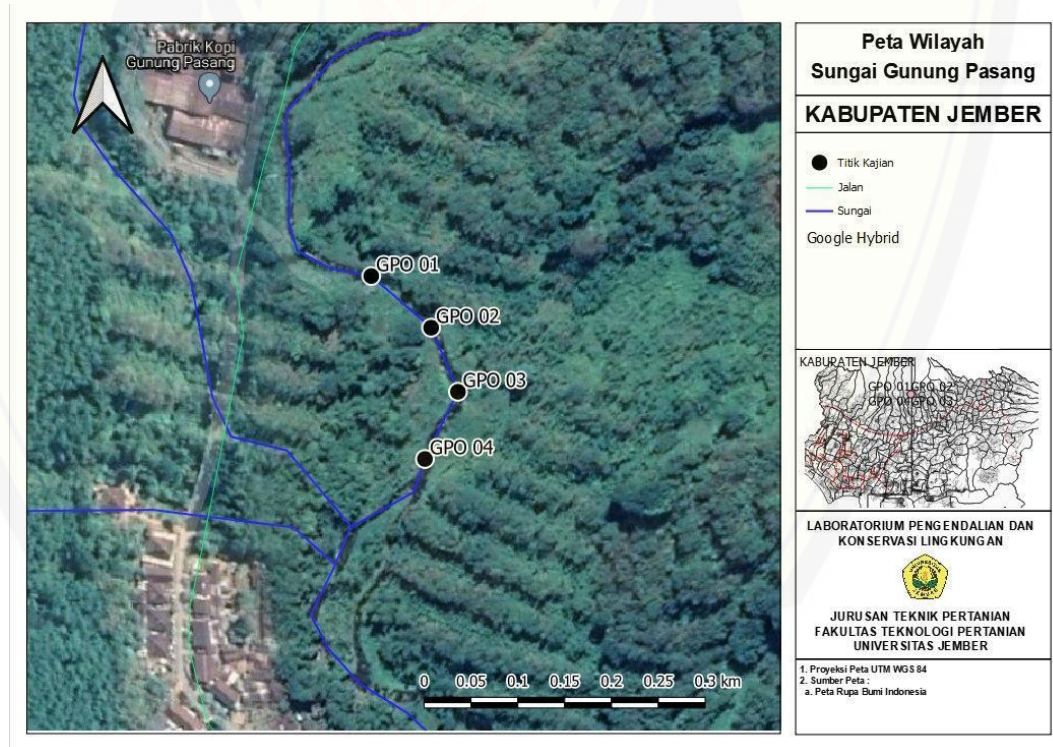 Pabrik Kopi
Gunung Pasang
GPO 01
GPO 02
GPO 03
GPO 04
0 0.05 0.1 0.15 0.2 0.25 0.3 km
Peta Wilayah
Sungai Gunung Pasang
KABUPATEN JEMBER
Titik Kajian
Jalan
Sungai
Google Hybrid
KABUPATEN JEMBER
GPO 01 GPO 02
GPO 04 GPO 03
LABORATORIUM PENGENDALIAN DAN
KONSERVASI LINGKUNGAN
UNIVERSITAS
JEMBER
JURUSAN TEKNIK PERTANIAN
FAKULTAS TEKNOLOGI PERTANIAN
UNIVERSITAS JEMBER
1. Proyeksi Peta UTM WGS 84
2. Sumber Peta :
a. Peta Rupa Bumi Indonesia